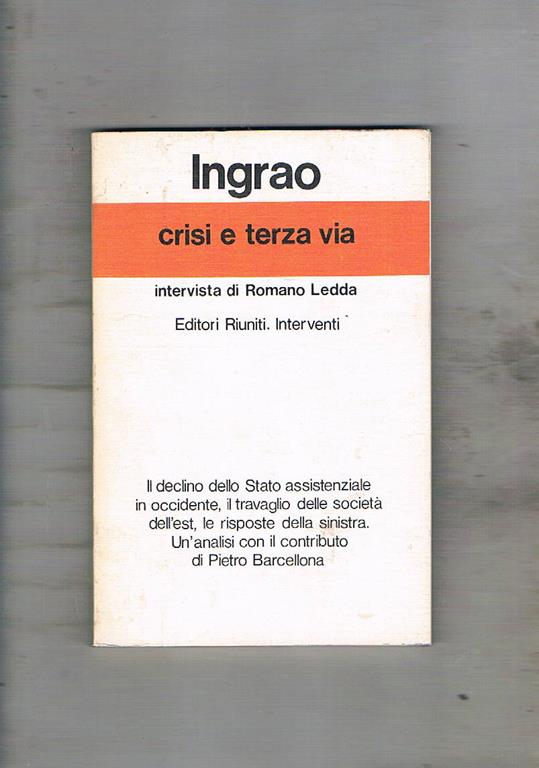 Ingrao
crisi e terza via
intervista di Romano Ledda
Editori Riuniti. Interventi
Il declino dello Stato assistenziale
in occidente, il travaglio delle società
dell'est, le risposte della sinistra.
Un'analisi con il contributo
di Pietro Barcellona